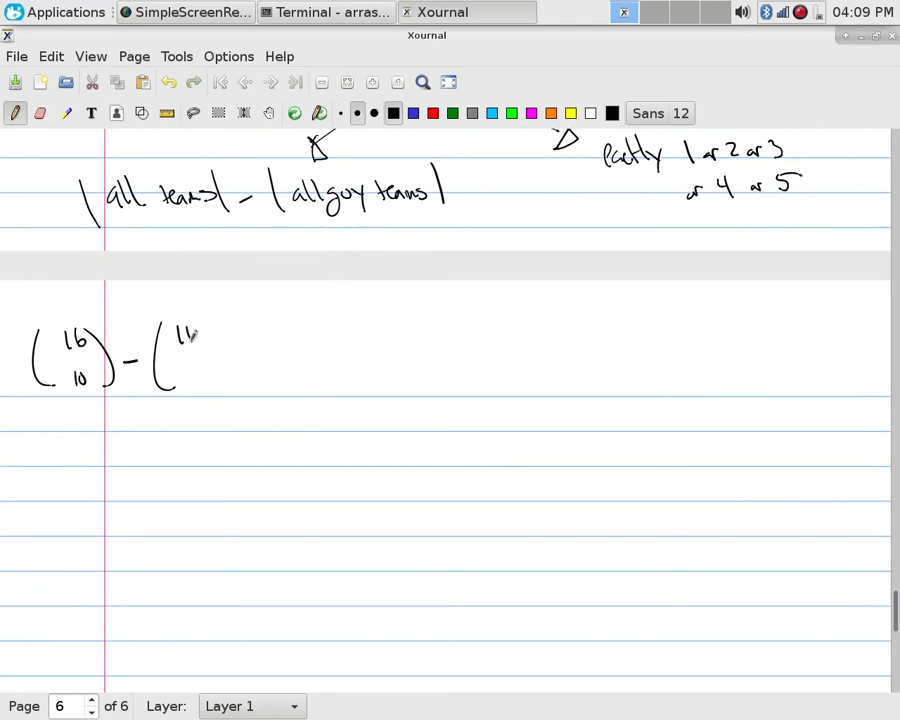 Applications SimpleScreenRe... Terminal - arras... Xournal 04:09 PM
Xournal
File Edit View Page Tools Options Help
Sans 12
exactly 1 or 2 or 3
|all teams| - |all guy teams|
or 4 or 5
(16
10) - (
Page 6 of 6 Layer: Layer 1